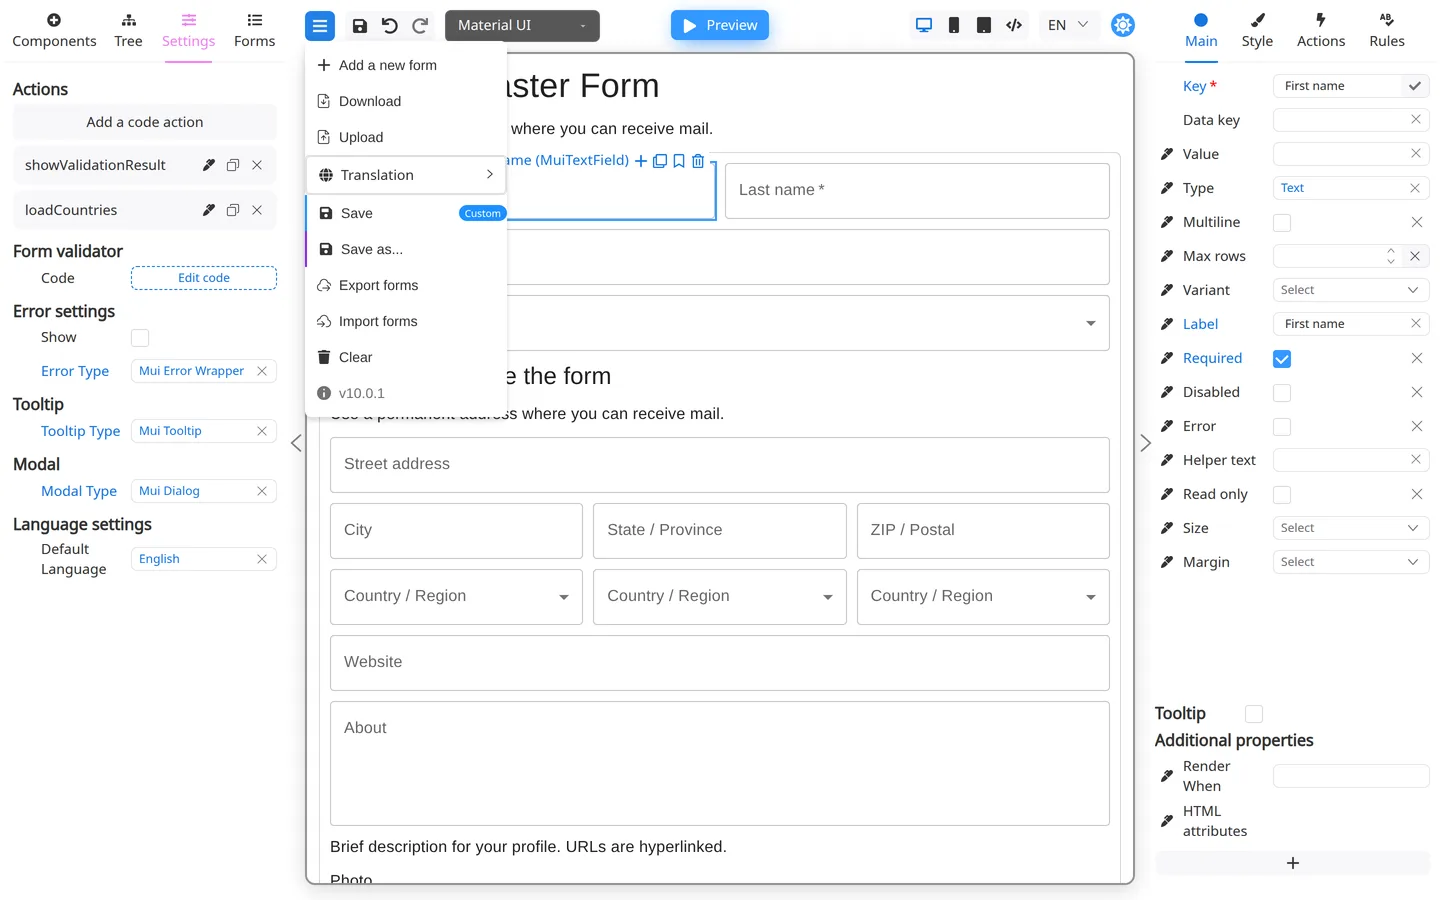 Components
Tree
Settings
Forms
Material UI
Preview
EN
Main
Style
Actions
AB
Rules
Actions
Add a code action
showValidationResult
loadCountries
Form validator
Code
Edit code
Error settings
Show
Error Type
Mui Error Wrapper
Tooltip
Tooltip Type
Mui Tooltip
Modal
Modal Type
Mui Dialog
Language settings
Default
Language
English
Add a new form
Download
Upload
Translation
Save
Custom
Save as...
Export forms
Import forms
Clear
v10.0.1
aster Form
where you can receive mail.
ame (MuiTextField)
Last name *
e the form
Use a permanent address where you can receive mail.
Street address
City
State / Province
ZIP / Postal
Country / Region
Country / Region
Country / Region
Website
About
Brief description for your profile. URLs are hyperlinked.
Photo
Key *
First name
Data key
Value
Type
Text
Multiline
Max rows
Variant
Select
Label
First name
Required
Disabled
Error
Helper text
Read only
Size
Select
Margin
Select
Tooltip
Additional properties
Render
When
HTML
attributes